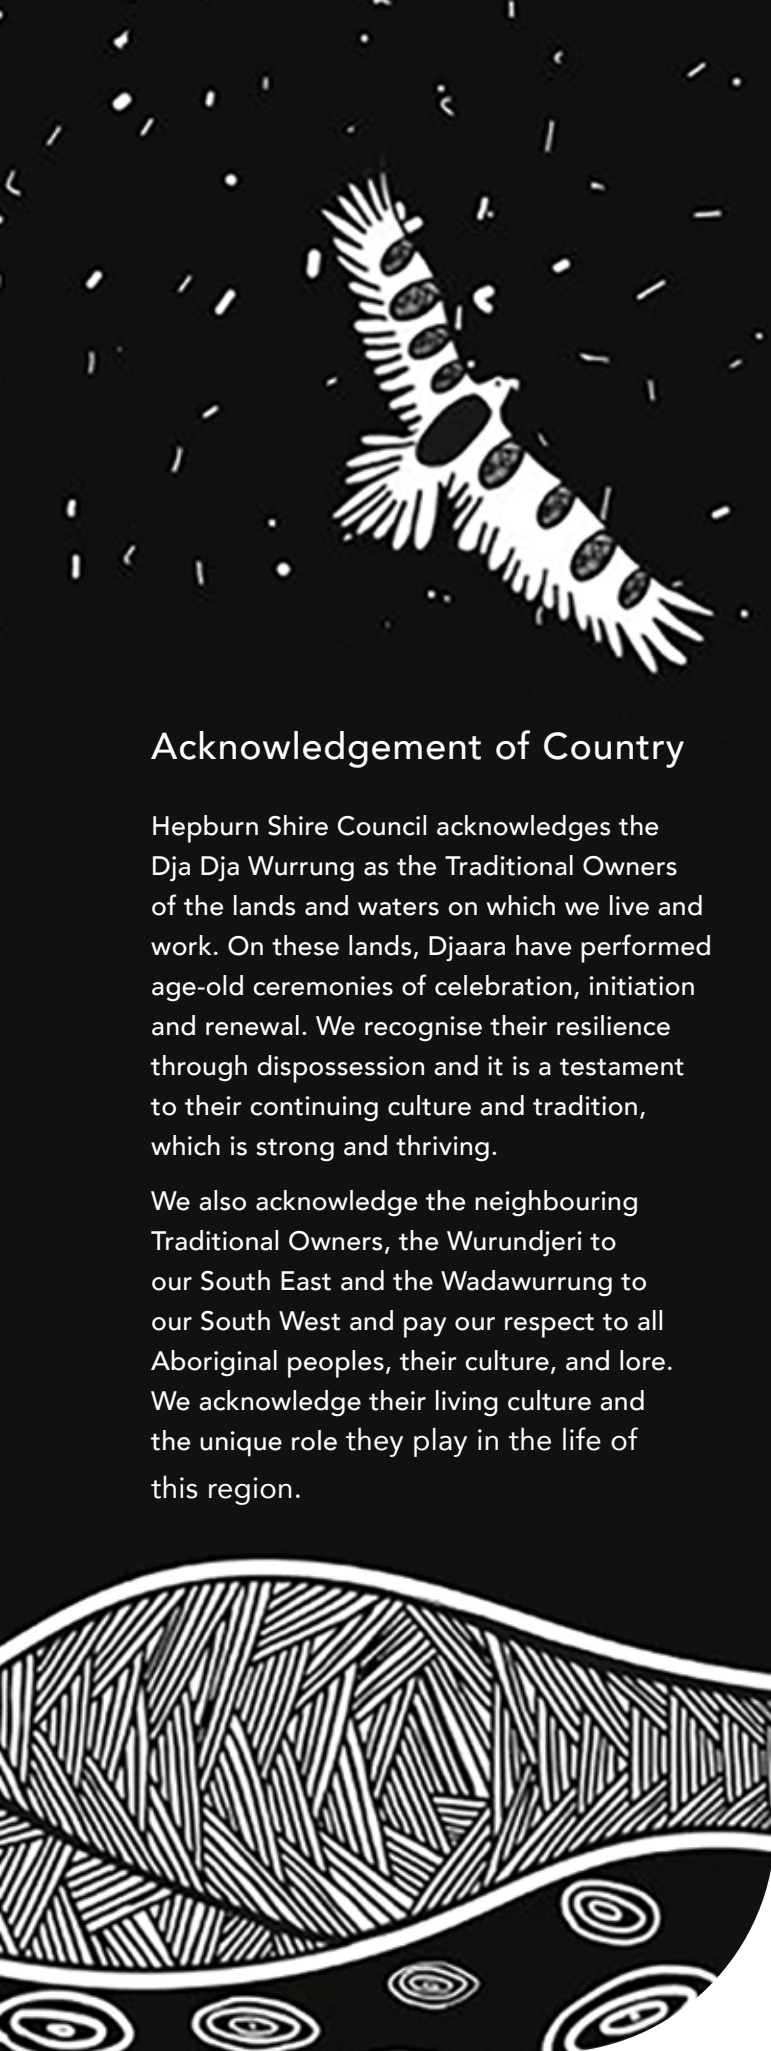 Acknowledgement of Country
Hepburn Shire Council acknowledges the
Dja Dja Wurrung as the Traditional Owners
of the lands and waters on which we live and
work. On these lands, Djaara have performed
age-old ceremonies of celebration, initiation
and renewal. We recognise their resilience
through dispossession and it is a testament
to their continuing culture and tradition,
which is strong and thriving.
We also acknowledge the neighbouring
Traditional Owners, the Wurundjeri to
our South East and the Wadawurrung to
our South West and pay our respect to all
Aboriginal peoples, their culture, and lore.
We acknowledge their living culture and
the unique role they play in the life of
this region.